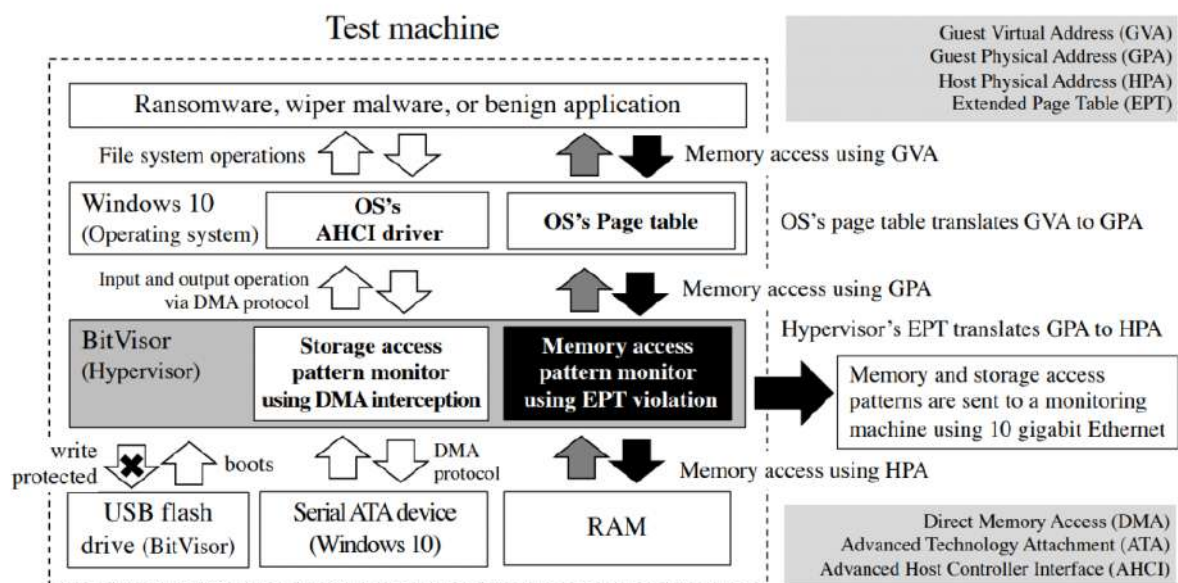 Test machine
Guest Virtual Address (GVA)
Guest Physical Address (GPA)
Host Physical Address (HPA)
Extended Page Table (EPT)
Ransomware, wiper malware, or benign application
File system operations
Memory access using GVA
Windows 10
(Operating system)
OS's
AHCI driver
OS's Page table
OS's page table translates GVA to GPA
Input and output operation
via DMA protocol
Memory access using GPA
Hypervisor's EPT translates GPA to HPA
BitVisor
(Hypervisor)
Storage access
pattern monitor
using DMA interception
Memory access
pattern monitor
using EPT violation
Memory and storage access
patterns are sent to a monitoring
machine using 10 gigabit Ethernet
write
protected
boots
DMA
protocol
Memory access using HPA
USB flash
drive (BitVisor)
Serial ATA device
(Windows 10)
RAM
Direct Memory Access (DMA)
Advanced Technology Attachment (ATA)
Advanced Host Controller Interface (AHCI)